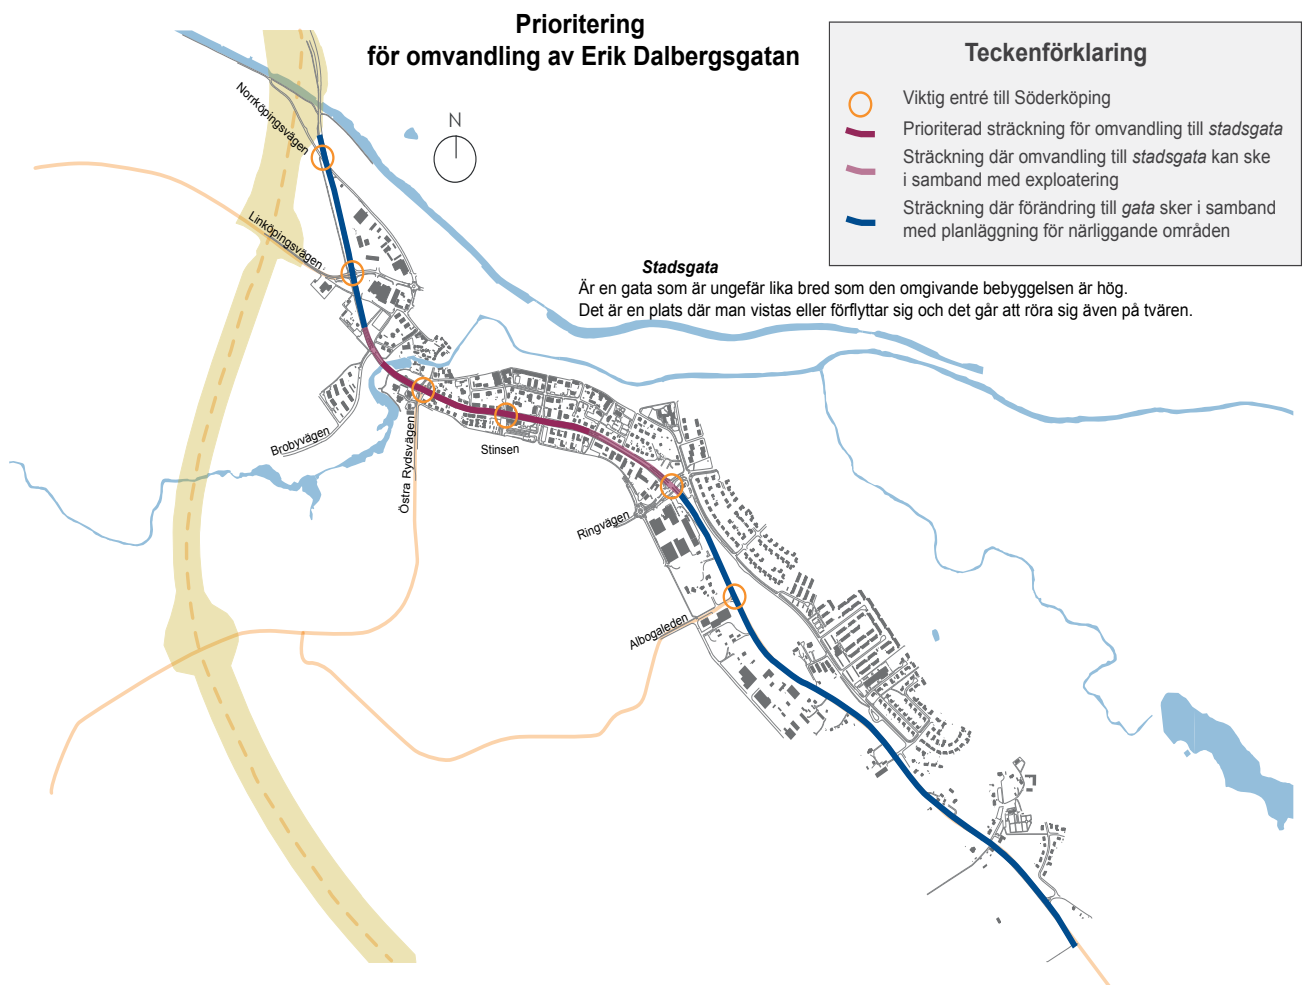 Prioritering
för omvandling av Erik Dalbergsgatan
Teckenförklaring
Viktig entré till Söderköping
Prioriterad sträckning för omvandling till stadsgata
Sträckning där omvandling till stadsgata kan ske
i samband med exploatering
Sträckning där förändring till gata sker i samband
med planläggning för närliggande områden
N
Norrköpingsvägen
Linköpingsvägen
Stadsgata
Är en gata som är ungefär lika bred som den omgivande bebyggelsen är hög.
Det är en plats där man vistas eller förflyttar sig och det går att röra sig även på tvären.
Brobyvägen
Östra Rydsvägen
Stinsen
Ringvägen
Albogaleden